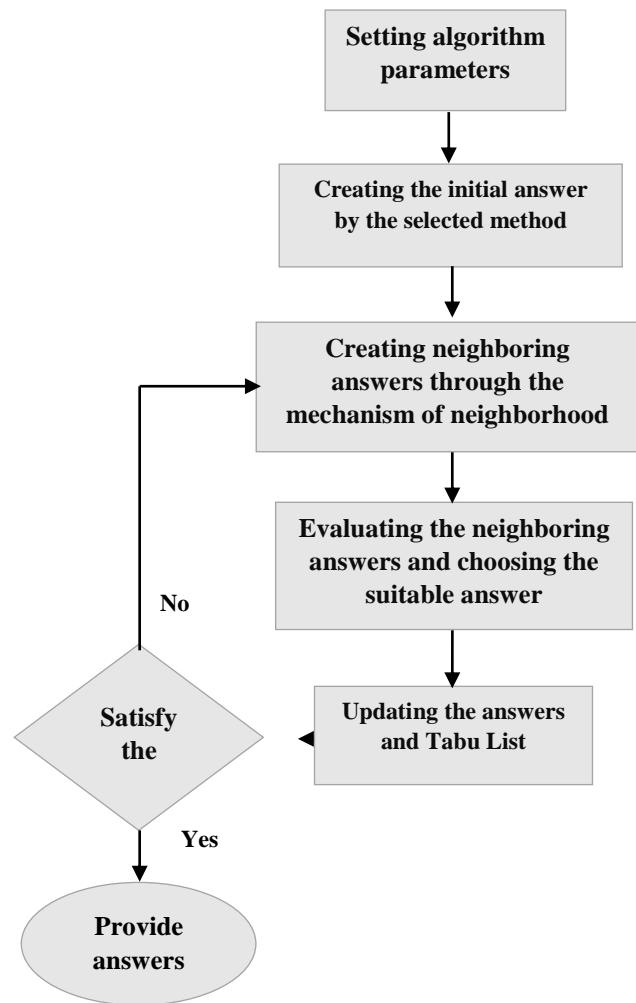 Setting algorithm
parameters
Creating the initial answer
by the selected method
Creating neighboring
answers through the
mechanism of neighborhood
Evaluating the neighboring
answers and choosing the
suitable answer
No
Updating the answers
and Tabu List
Satisfy
the
Yes
Provide
answers